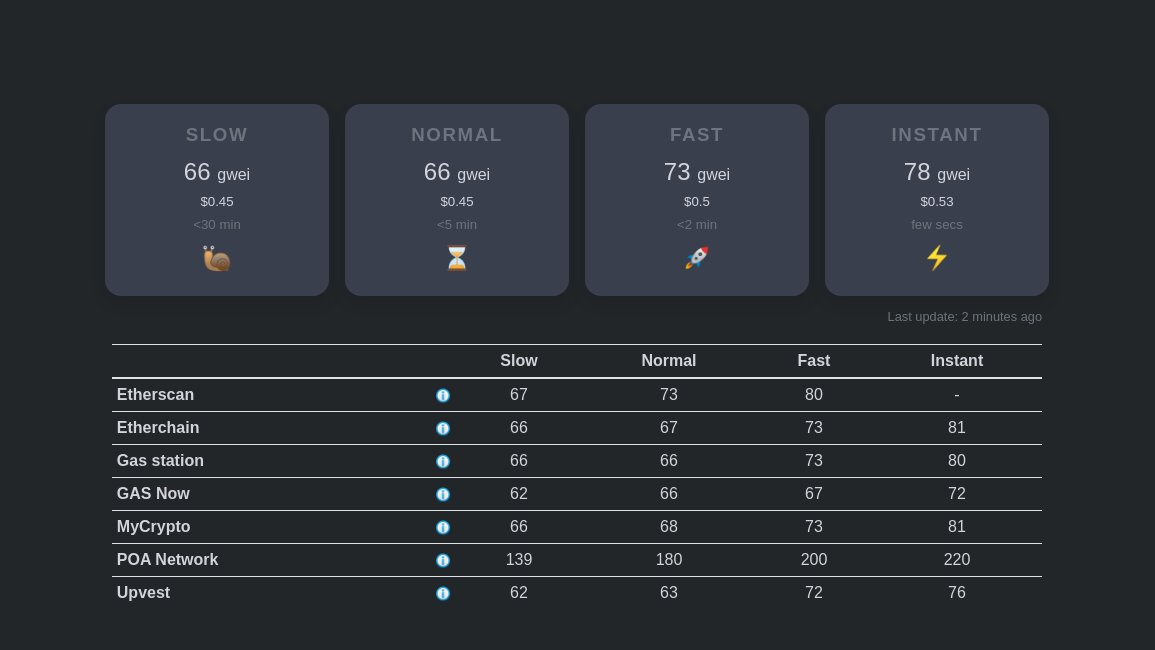 SLOW NORMAL FAST INSTANT
66 gwei 66 gwei 73 gwei 78 gwei
$0.45 $0.45 $0.5 $0.53
<30 min <5 min <2 min few secs
Last update: 2 minutes ago
Slow Normal Fast Instant
Etherscan 67 73 80 -
Etherchain 66 67 73 81
Gas station 66 66 73 80
GAS Now 62 66 67 72
MyCrypto 66 68 73 81
POA Network 139 180 200 220
Upvest 62 63 72 76